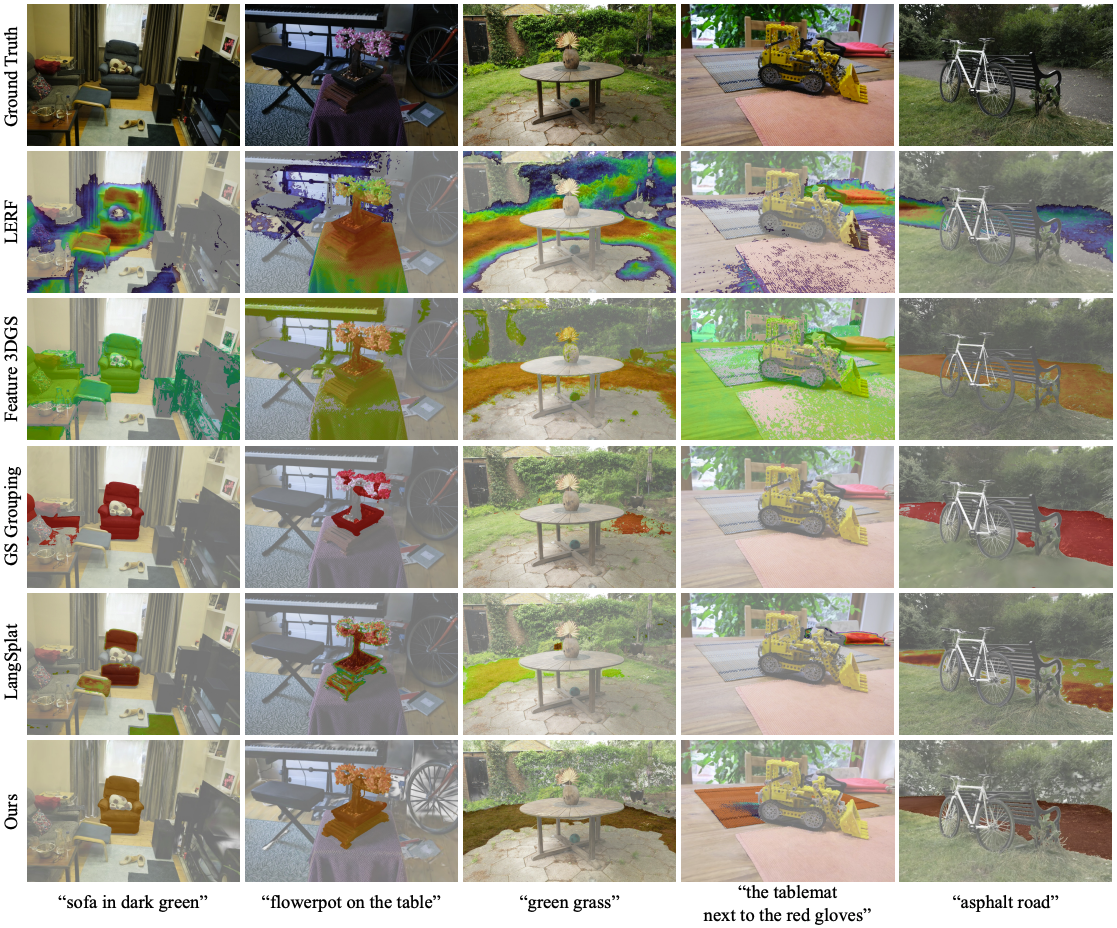 Ground Truth
LERF
Feature 3DGS
GS Grouping
LangSplat
Ours
“sofa in dark green”
“flowerpot on the table”
“green grass”
“the tablemat
next to the red gloves”
“asphalt road”